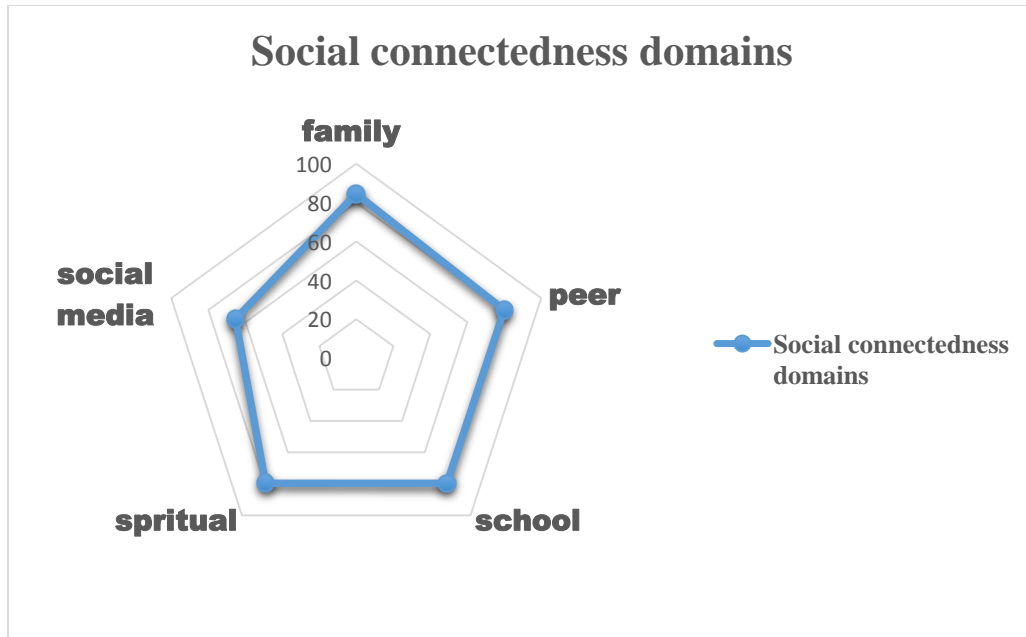 Social connectedness domains
family
100
80
60
40
20
0
social
media
peer
school
spritual
Social connectedness
domains